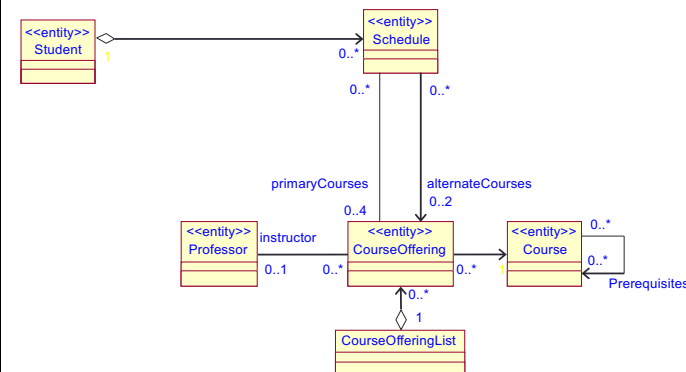 <<entity>>
Student
1
<<entity>>
Schedule
0..*
0..*
0..*
primaryCourses
alternateCourses
0..4
0..2
<<entity>>
Professor
instructor
0..1
0..*
<<entity>>
CourseOffering
0..*
1
<<entity>>
Course
0..*
0..*
Prerequisites
0..*
1
CourseOfferingList